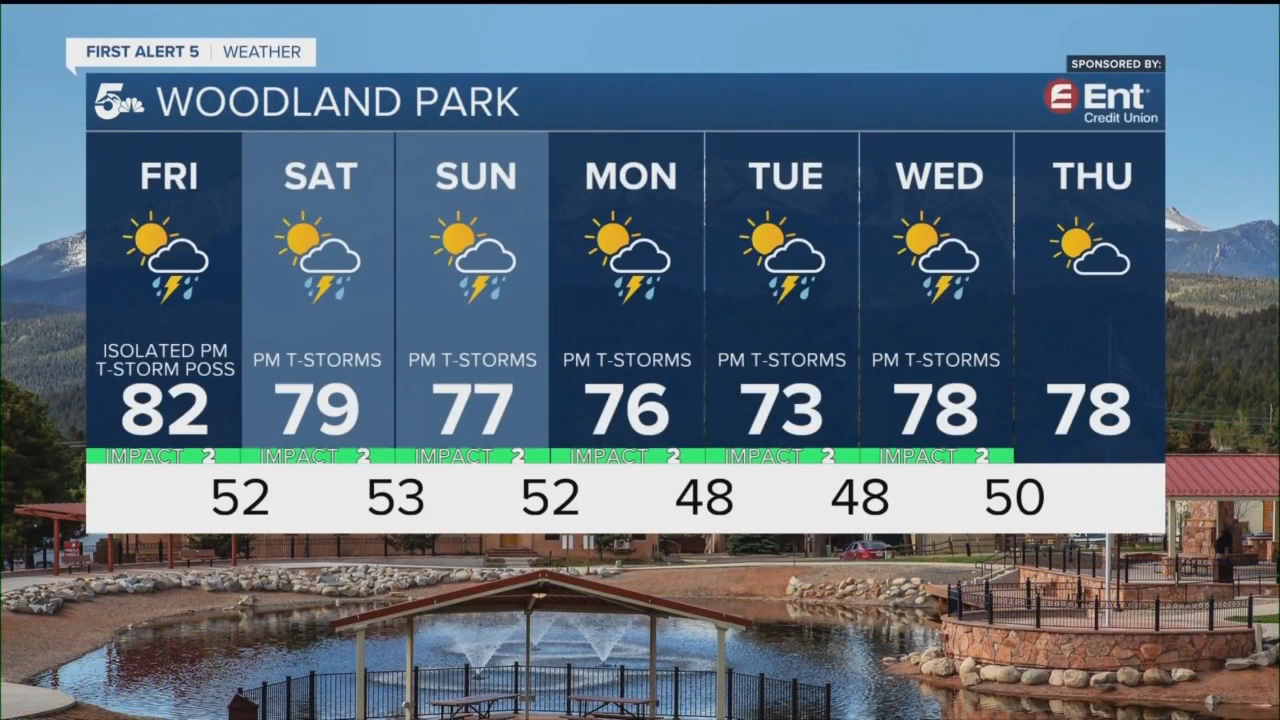 FIRST ALERT 5 | WEATHER
SPONSORED BY:
5 WOODLAND PARK
Ent
Credit Union
FRI SAT SUN MON TUE WED THU
ISOLATED PM
T-STORM POSS PM T-STORMS PM T-STORMS PM T-STORMS PM T-STORMS PM T-STORMS
82 79 77 76 73 78 78
IMPACT 2 IMPACT 2 IMPACT 2 IMPACT 2 IMPACT 2 IMPACT 2
52 53 52 48 48 50